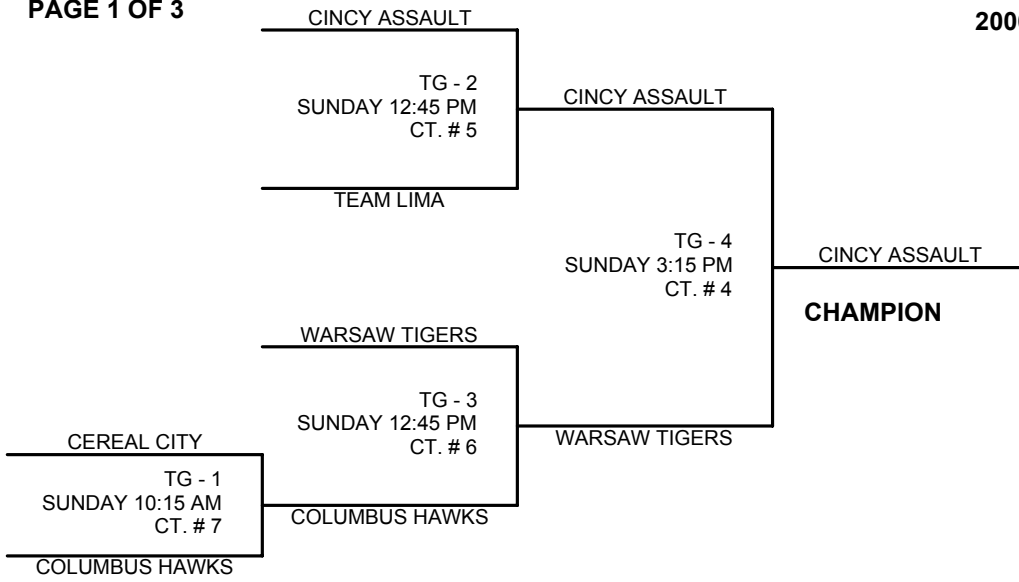 PAGE 1 OF 3
CINCY ASSAULT
200
TG - 2
SUNDAY 12:45 PM
CT. # 5
CINCY ASSAULT
TEAM LIMA
TG - 4
SUNDAY 3:15 PM
CT. # 4
CINCY ASSAULT
CHAMPION
WARSAW TIGERS
TG - 3
SUNDAY 12:45 PM
CT. # 6
WARSAW TIGERS
CEREAL CITY
TG - 1
SUNDAY 10:15 AM
CT. # 7
COLUMBUS HAWKS
COLUMBUS HAWKS